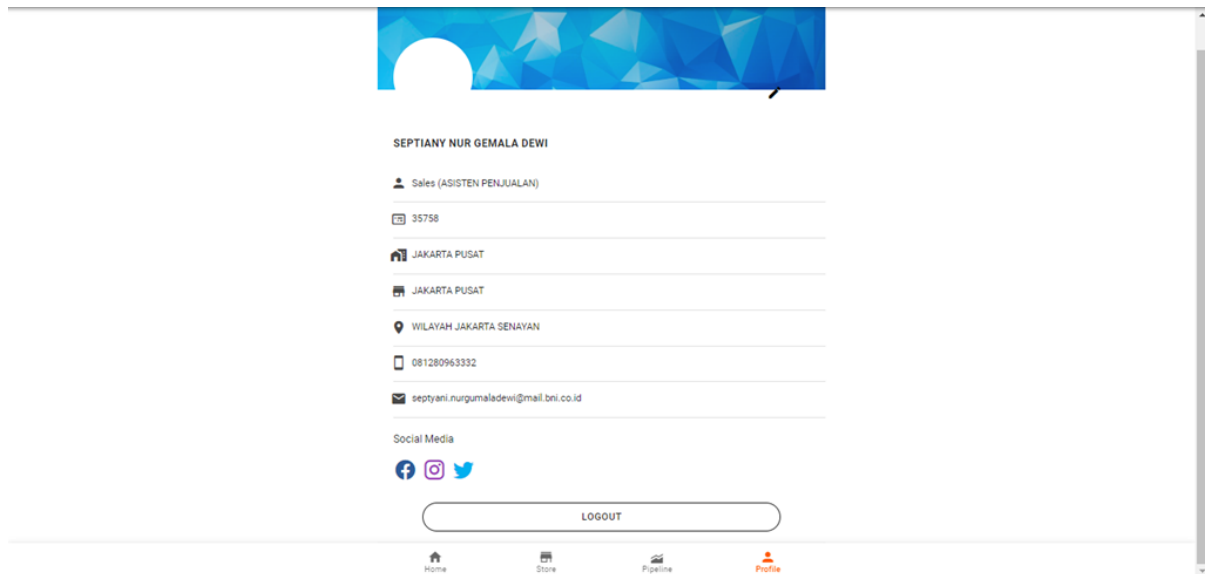 SEPTIANY NUR GEMALA DEWI
Sales (ASISTEN PENJUALAN)
35758
JAKARTA PUSAT
JAKARTA PUSAT
WILAYAH JAKARTA SENAYAN
081280963332
septyani.nurgumaladewi@mail.bni.co.id
Social Media
LOGOUT
Home Store Pipeline Profile